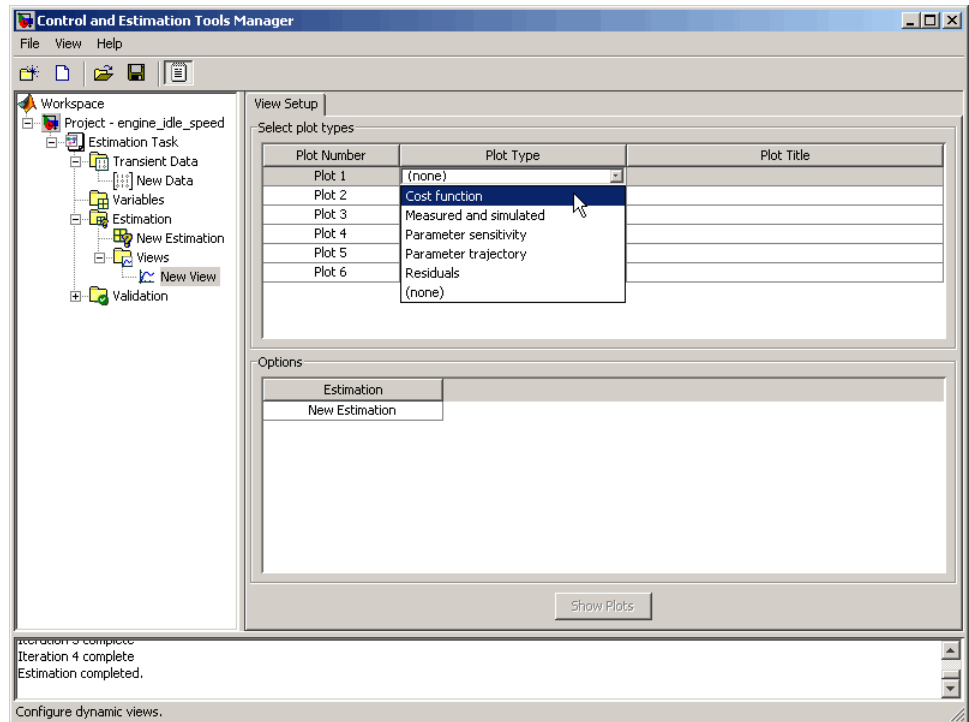 Control and Estimation Tools Manager
File View Help
Workspace
Project - engine_idle_speed
Estimation Task
Transient Data
New Data
Variables
Estimation
New Estimation
Views
New View
Validation
View Setup
Select plot types
Plot Number Plot Type Plot Title
Plot 1 (none)
Plot 2
Plot 3
Plot 4
Plot 5
Plot 6
Cost function
Measured and simulated
Parameter sensitivity
Parameter trajectory
Residuals
(none)
Options
Estimation
New Estimation
Show Plots
Iteration 3 complete
Iteration 4 complete
Estimation completed.
Configure dynamic views.